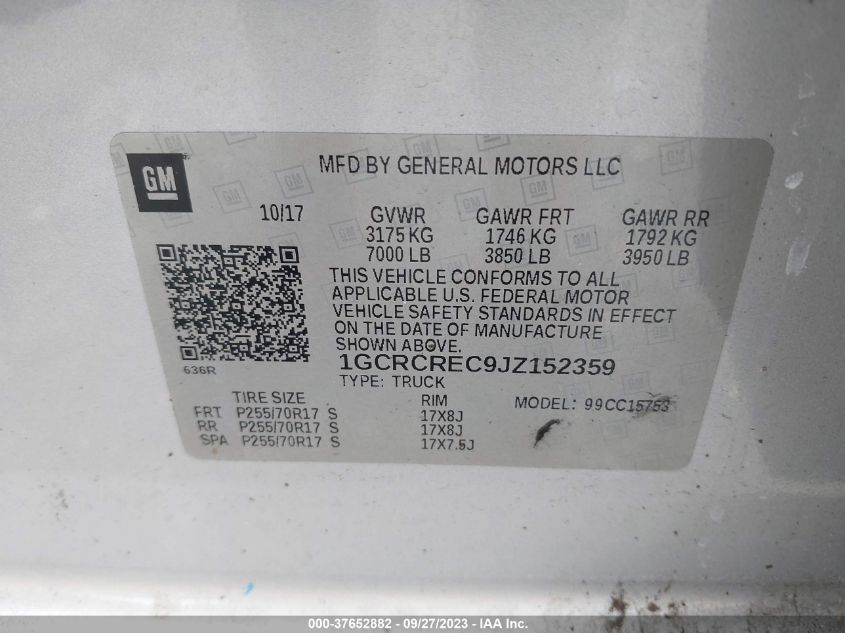 GM
MFD BY GENERAL MOTORS LLC
10/17 GVWR GAWR FRT GAWR RR
3175 KG 1746 KG 1792 KG
7000 LB 3850 LB 3950 LB
THIS VEHICLE CONFORMS TO ALL
APPLICABLE U.S. FEDERAL MOTOR
VEHICLE SAFETY STANDARDS IN EFFECT
ON THE DATE OF MANUFACTURE
SHOWN ABOVE.
636R
1GCRCREC9JZ152359
TYPE: TRUCK
TIRE SIZE RIM MODEL: 99CC15753
FRT P255/70R17 S 17X8J
RR P255/70R17 S 17X8J
SPA P255/70R17 S 17X7.5J
000-37652882 / 09/27/2023 / IAA Inc.